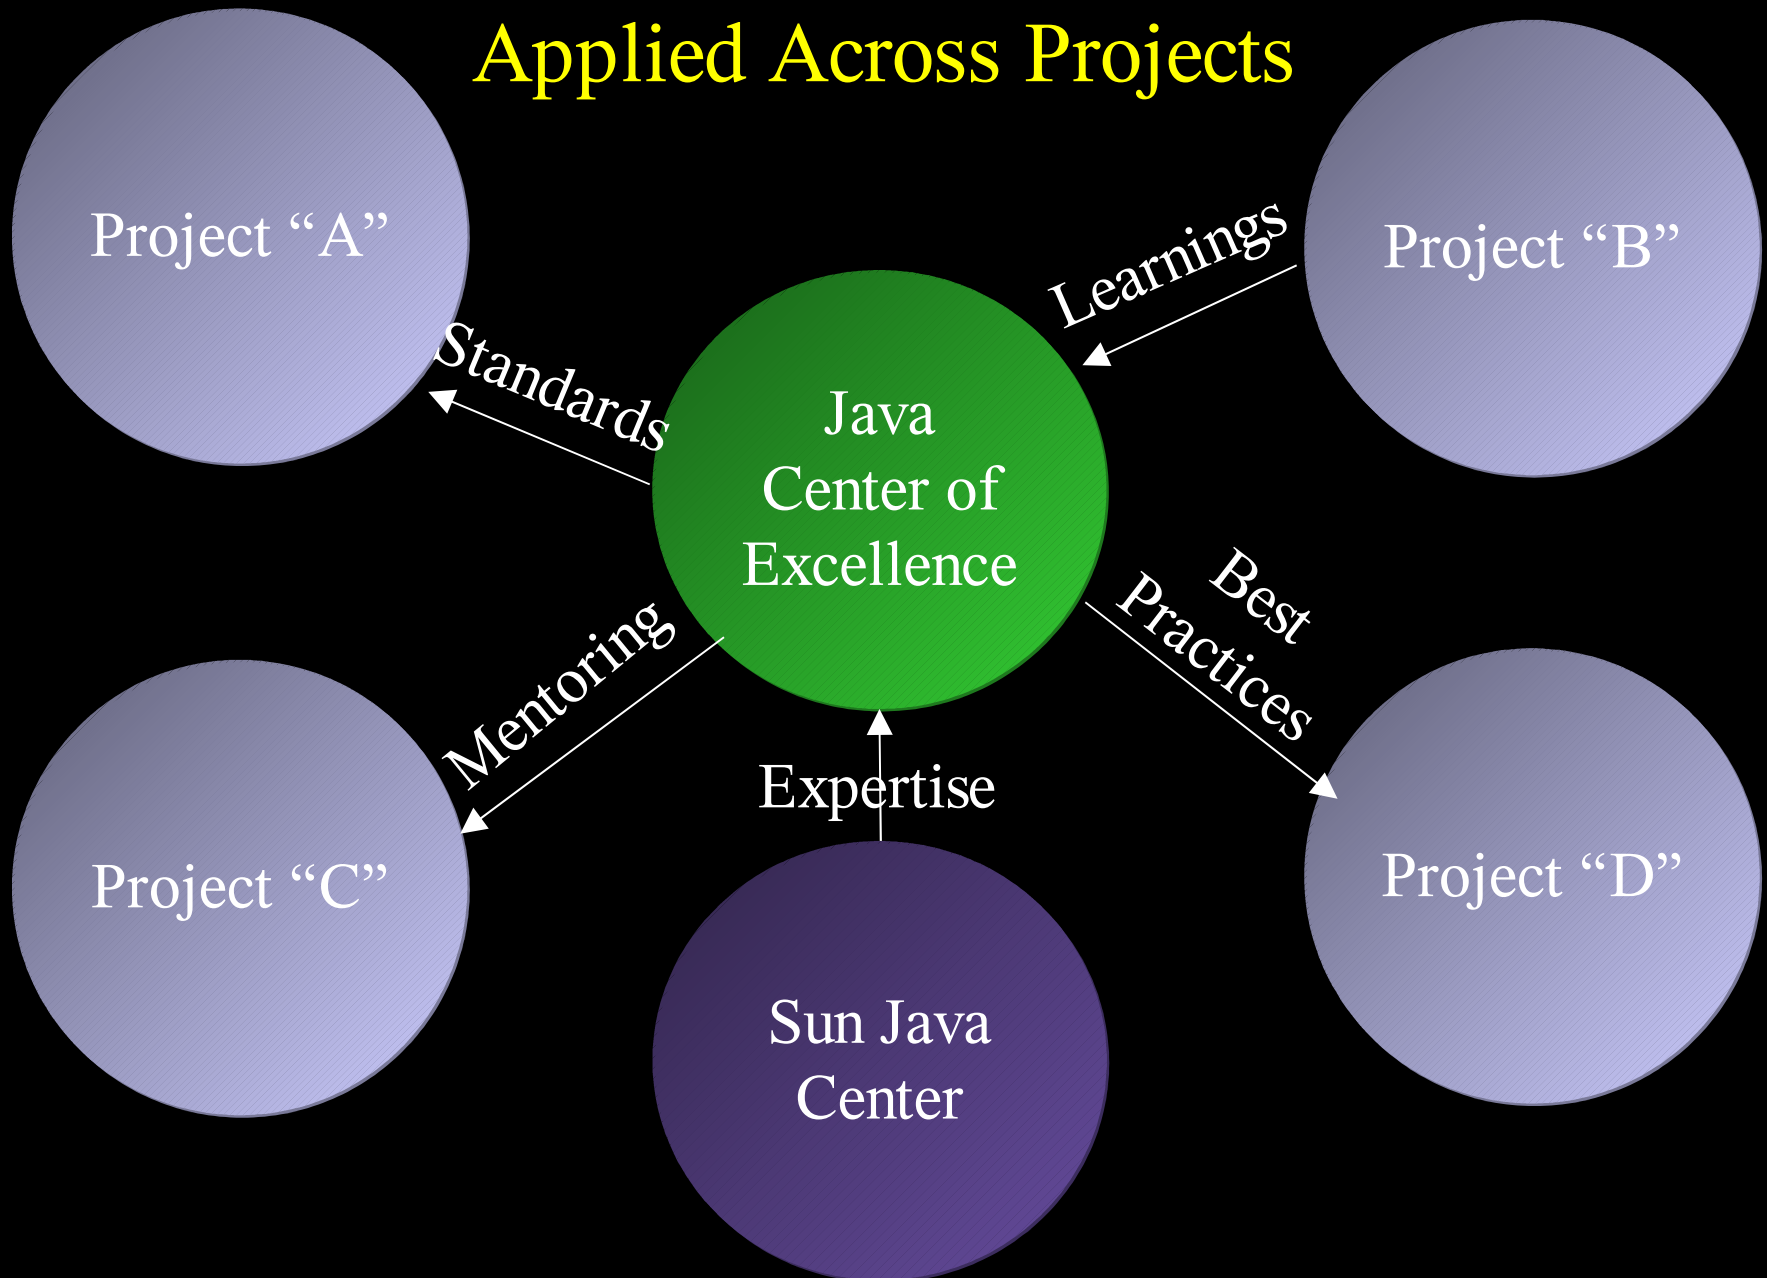 Applied Across Projects
Project “A”
Project “B”
Learnings
Standards
Java
Center of
Excellence
Best
Practices
Mentoring
Expertise
Project “C”
Project “D”
Sun Java
Center